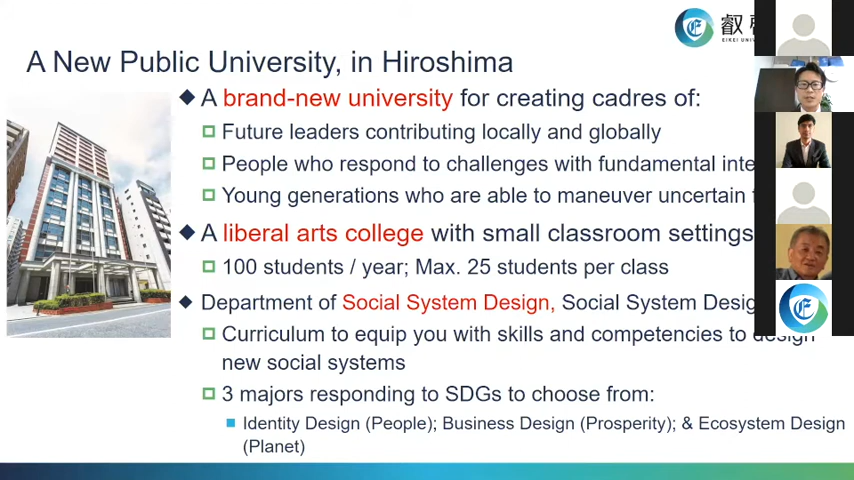 叡
EIKEI UNIV
A New Public University, in Hiroshima
A brand-new university for creating cadres of:
Future leaders contributing locally and globally
People who respond to challenges with fundamental
Young generations who are able to maneuver uncertain
A liberal arts college with small classroom settings
100 students / year; Max. 25 students per class
Department of Social System Design, Social System
Curriculum to equip you with skills and competencies to design
new social systems
3 majors responding to SDGs to choose from:
Identity Design (People); Business Design (Prosperity); & Ecosystem Design
(Planet)